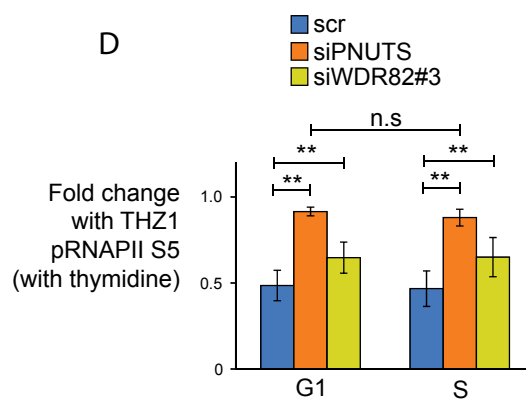 D
scr
siPNUTS
siWDR82#3
n.s
** **
** **
Fold change
with THZ1
pRNAPII S5
(with thymidine)
1.0
0.5
0
G1 S